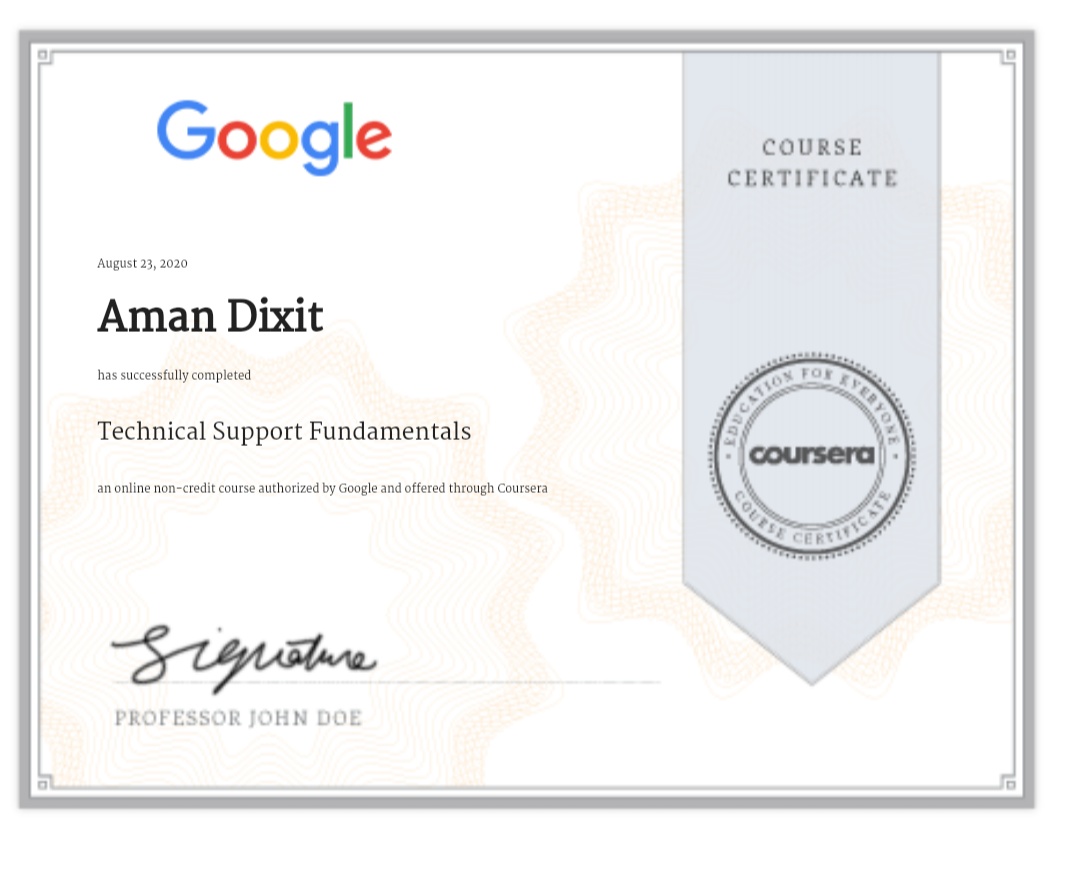 Google
COURSE
CERTIFICATE
August 23, 2020
Aman Dixit
has successfully completed
Technical Support Fundamentals
an online non-credit course authorized by Google and offered through Coursera
EDUCATION FOR EVERYONE
coursera
COURSE CERTIFICATE
Signature
PROFESSOR JOHN DOE